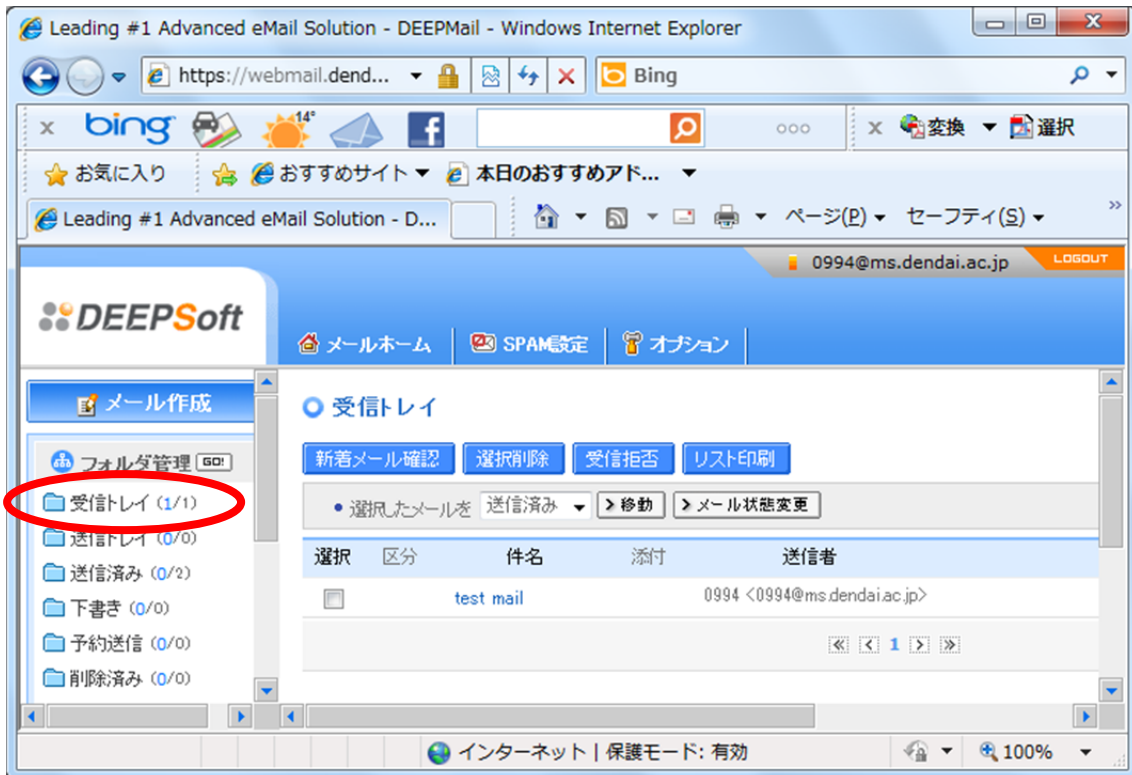 Leading #1 Advanced eMail Solution - DEEPMail - Windows Internet Explorer
https://webmail.dend... Bing
x bing 14° f x 変換 選択
お気に入り おすすめサイト 本日のおすすめアド...
Leading #1 Advanced eMail Solution - D... ページ(P) セーフティ(S) »
0994@ms.dendai.ac.jp LOGOUT
DEEPSoft
メールホーム SPAM設定 オプション
メール作成
フォルダ管理 GO!
受信トレイ (1/1)
送信トレイ (0/0)
送信済み (0/2)
下書き (0/0)
予約送信 (0/0)
削除済み (0/0)
受信トレイ
新着メール確認 選択削除 受信拒否 リスト印刷
• 選択したメールを 送信済み 移動 メール状態変更
選択 区分 件名 添付 送信者
test mail 0994 <0994@ms.dendai.ac.jp>
« < 1 > »
インターネット | 保護モード: 有効 100%